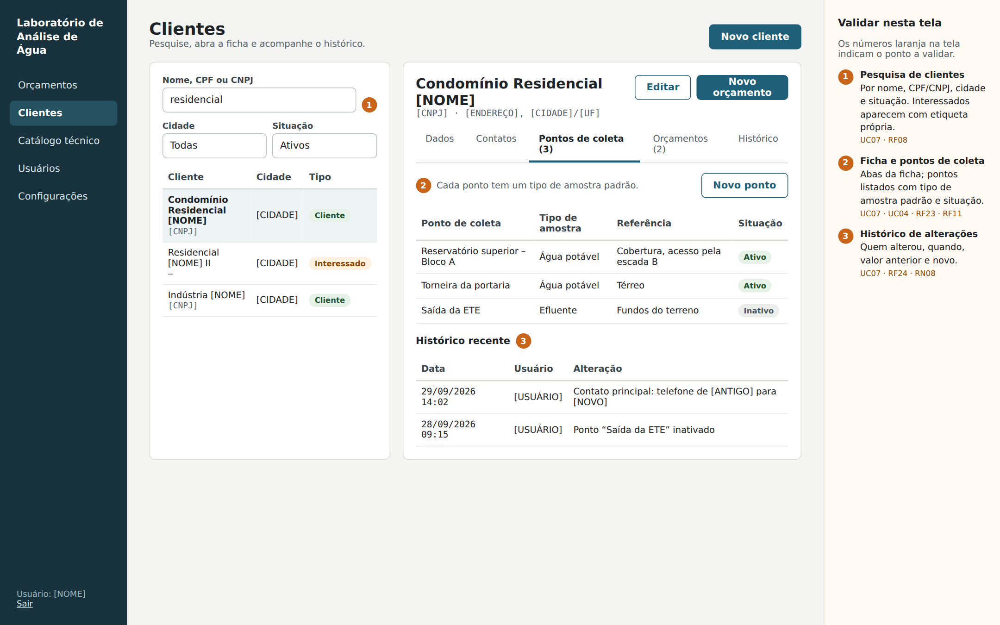 Laboratório de
Análise de
Água
Orçamentos
Clientes
Catálogo técnico
Usuários
Configurações
Usuário: [NOME]
Sair
Clientes
Pesquise, abra a ficha e acompanhe o histórico.
Novo cliente
Nome, CPF ou CNPJ
residencial
1
Cidade
Situação
Todas
Ativos
Cliente
Cidade
Tipo
Condomínio
Residencial
[NOME]
[CNPJ]
[CIDADE]
Cliente
Residencial
[NOME] II
–
[CIDADE]
Interessado
Indústria [NOME]
[CNPJ]
[CIDADE]
Cliente
Condomínio Residencial
[NOME]
[CNPJ] · [ENDEREÇO], [CIDADE]/[UF]
Editar
Novo
orçamento
Dados
Contatos
Pontos de coleta
(3)
Orçamentos
(2)
Histórico
2
Cada ponto tem um tipo de amostra padrão.
Novo ponto
Ponto de coleta
Tipo de
amostra
Referência
Situação
Reservatório superior –
Bloco A
Água potável
Cobertura, acesso pela
escada B
Ativo
Torneira da portaria
Água potável
Térreo
Ativo
Saída da ETE
Efluente
Fundos do terreno
Inativo
Histórico recente
3
Data
Usuário
Alteração
29/09/2026
14:02
[USUÁRIO]
Contato principal: telefone de [ANTIGO] para
[NOVO]
28/09/2026
09:15
[USUÁRIO]
Ponto “Saída da ETE” inativado
Validar nesta tela
Os números laranja na tela
indicam o ponto a validar.
1
Pesquisa de clientes
Por nome, CPF/CNPJ, cidade
e situação. Interessados
aparecem com etiqueta
própria.
UC07 · RF08
2
Ficha e pontos de coleta
Abas da ficha; pontos
listados com tipo de
amostra padrão e situação.
UC07 · UC04 · RF23 · RF11
3
Histórico de alterações
Quem alterou, quando,
valor anterior e novo.
UC07 · RF24 · RN08